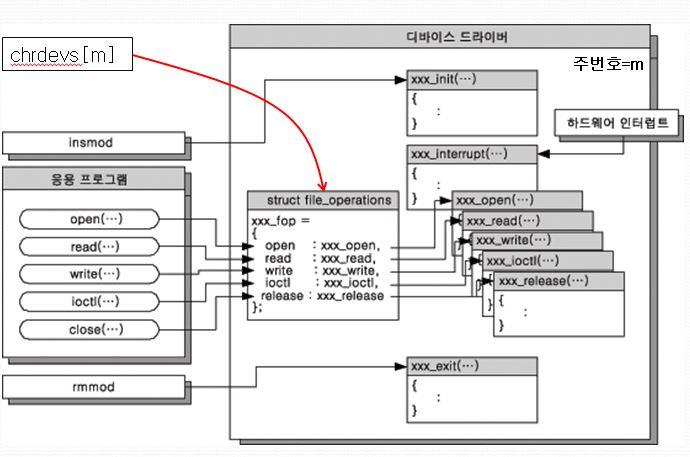 chrdevs[m]
디바이스 드라이버
주번호=m
xxx_init(…)
{
:
}
하드웨어 인터럽트
insmod
xxx_interrupt(…)
{
:
}
응용 프로그램
open(…)
read(…)
write(…)
ioctl(…)
close(…)
struct file_operations
xxx_fop =
{
open : xxx_open,
read : xxx_read,
write : xxx_write,
ioctl : xxx_ioctl,
release : xxx_release
};
xxx_open(…)
xxx_read(…)
xxx_write(…)
xxx_ioctl(…)
xxx_release(…)
{
:
}
rmmod
xxx_exit(…)
{
:
}